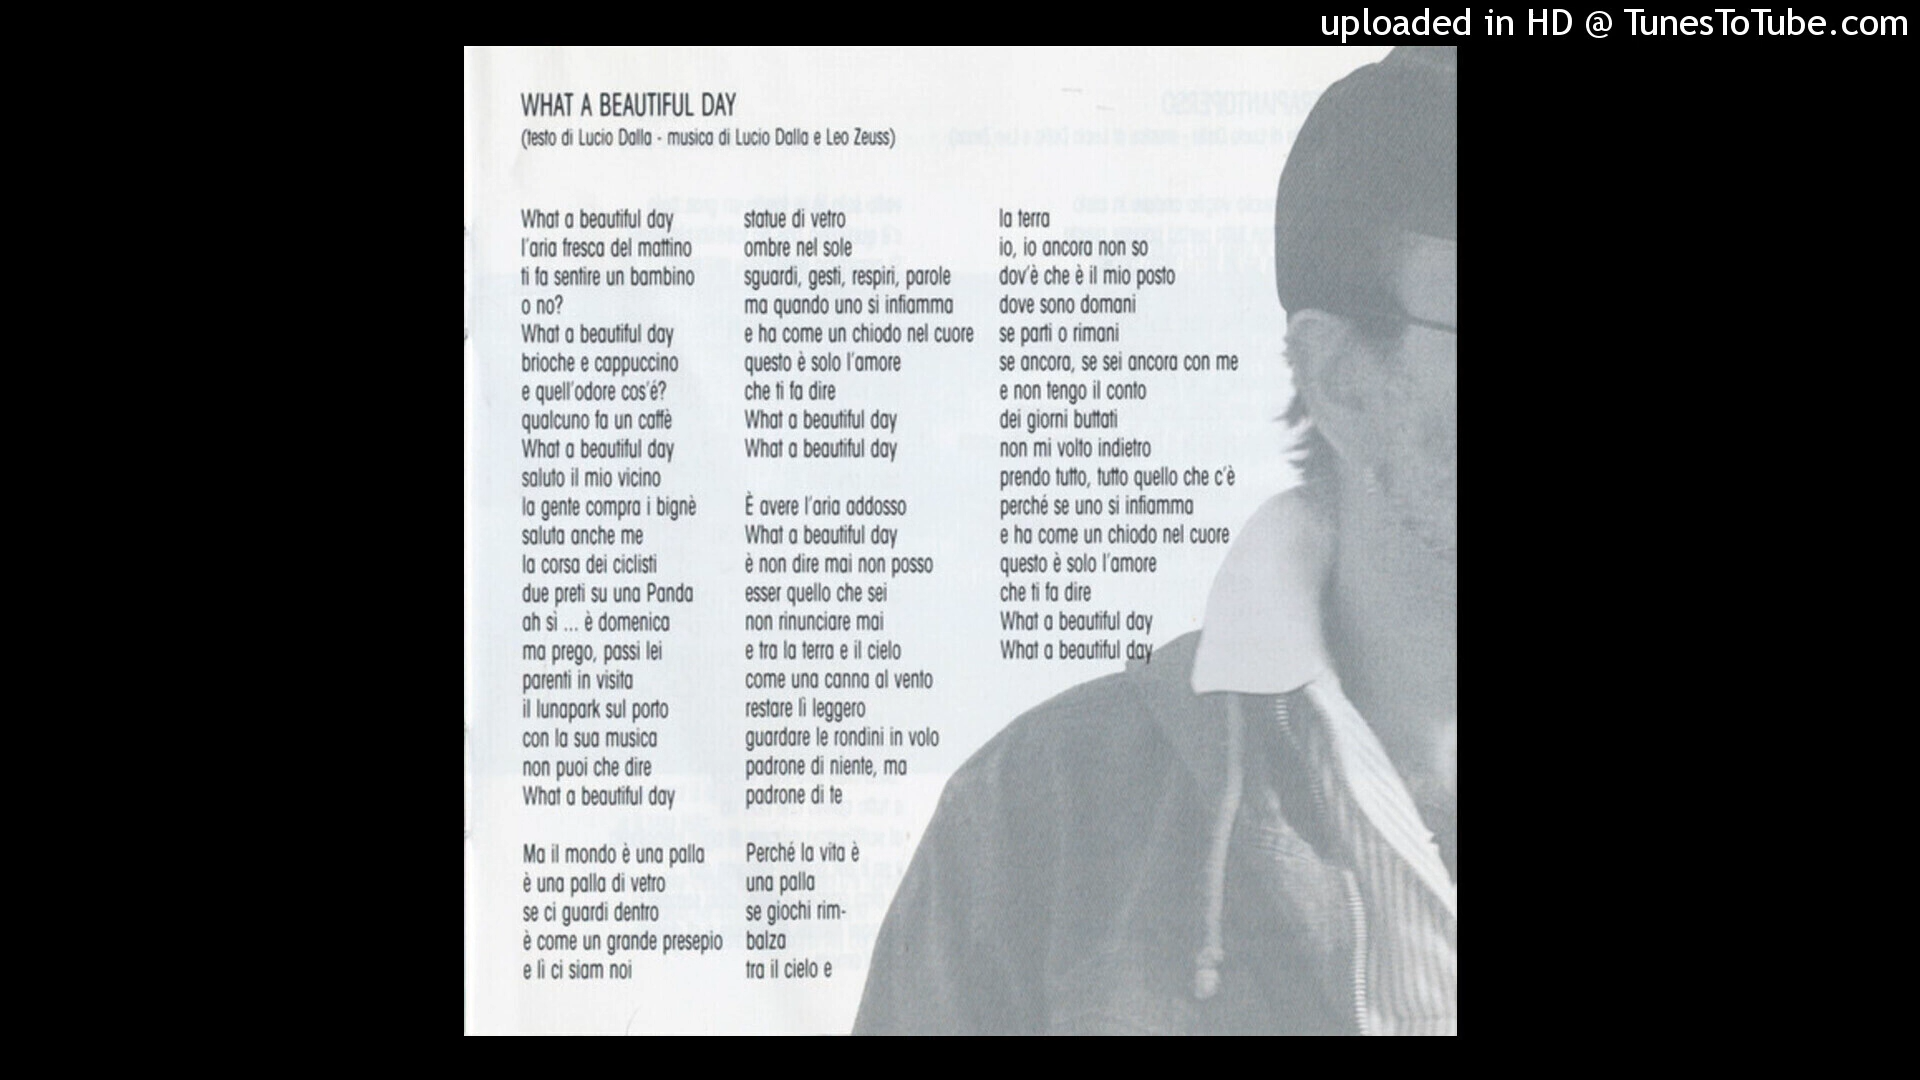 uploaded in HD @ TunesToTube.com
WHAT A BEAUTIFUL DAY
(testo di Lucio Dalla - musica di Lucio Dalla e Leo Zeuss)
What a beautiful day
l'aria fresca del mattino
ti fa sentire un bambino
o no?
What a beautiful day
brioche e cappuccino
e quell'odore cos'é?
qualcuno fa un caffè
What a beautiful day
saluto il mio vicino
la gente compra i bignè
saluta anche me
la corsa dei ciclisti
due preti su una Panda
ah sì ... è domenica
ma prego, passi lei
parenti in visita
il lunapark sul porto
con la sua musica
non puoi che dire
What a beautiful day
Ma il mondo è una palla
è una palla di vetro
se ci guardi dentro
è come un grande presepio
e lì ci siam noi
statue di vetro
ombre nel sole
sguardi, gesti, respiri, parole
ma quando uno si infiamma
e ha come un chiodo nel cuore
questo è solo l'amore
che ti fa dire
What a beautiful day
What a beautiful day
È avere l'aria addosso
What a beautiful day
è non dire mai non posso
esser quello che sei
non rinunciare mai
e tra la terra e il cielo
come una canna al vento
restare lì leggero
guardare le rondini in volo
padrone di niente, ma
padrone di te
Perché la vita è
una palla
se giochi rim-
balza
tra il cielo e
la terra
io, io ancora non so
dov'è che è il mio posto
dove sono domani
se parti o rimani
se ancora, se sei ancora con me
e non tengo il conto
dei giorni buttati
non mi volto indietro
prendo tutto, tutto quello che c'è
perché se uno si infiamma
e ha come un chiodo nel cuore
questo è solo l'amore
che ti fa dire
What a beautiful day
What a beautiful day